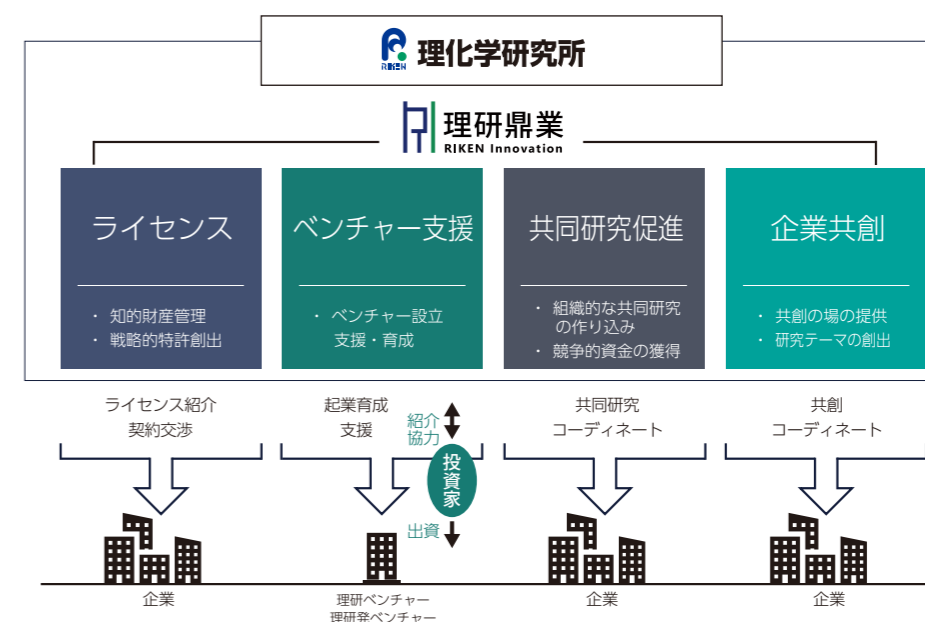 RIKEN
理化学研究所
理研鼎業
RIKEN Innovation
ライセンス
・ 知的財産管理
・ 戦略的特許創出
ベンチャー支援
・ ベンチャー設立
支援・育成
共同研究促進
・ 組織的な共同研究
の作り込み
・ 競争的資金の獲得
企業共創
・ 共創の場の提供
・ 研究テーマの創出
ライセンス紹介
契約交渉
起業育成
支援
紹介
協力
投資家
出資
共同研究
コーディネート
共創
コーディネート
企業
理研ベンチャー
理研発ベンチャー
企業
企業